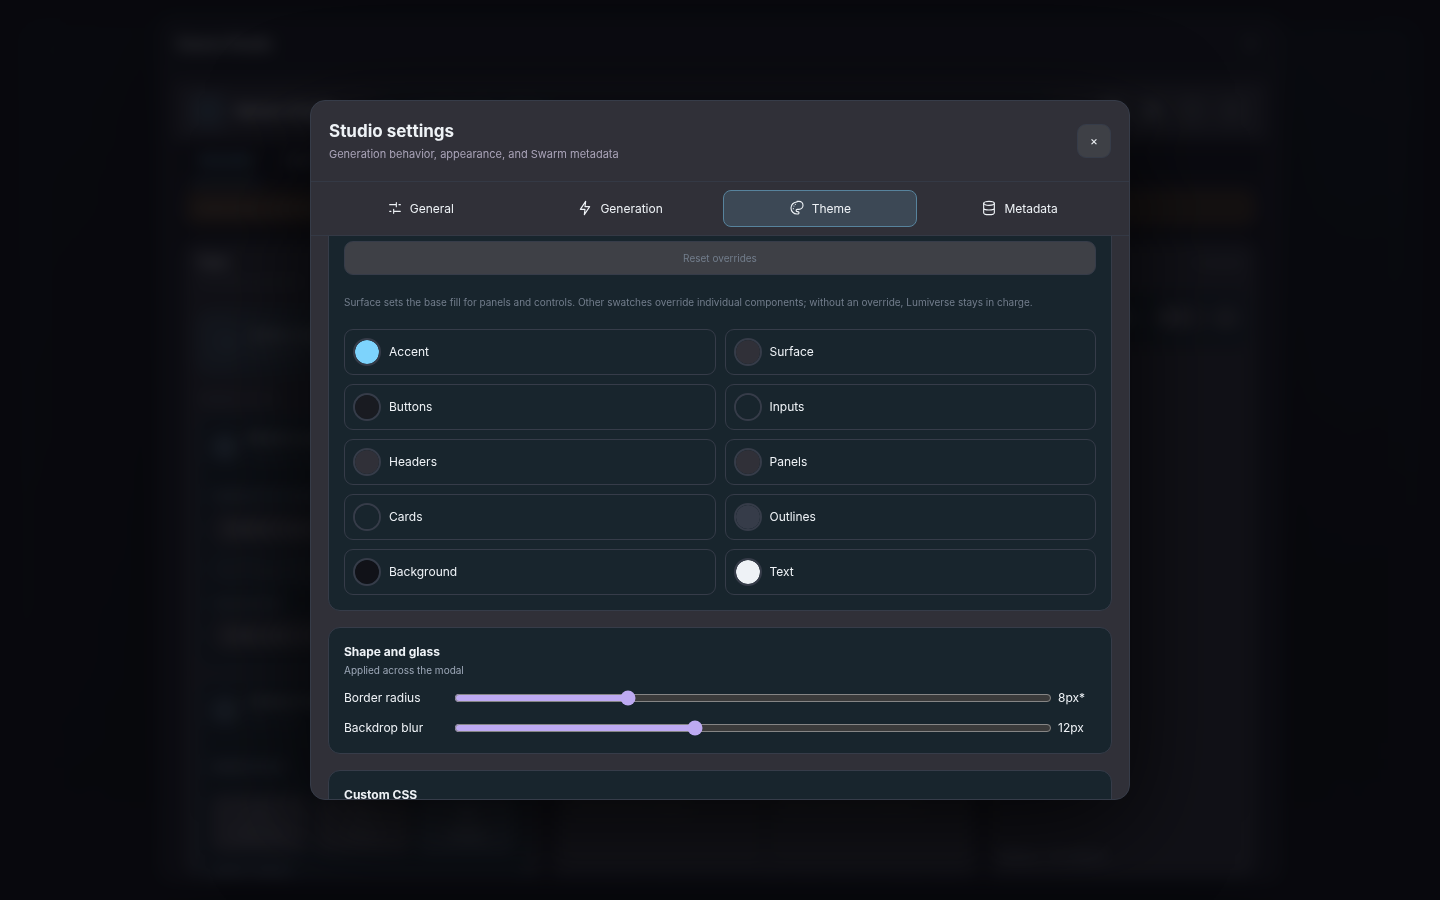 Studio settings
Generation behavior, appearance, and Swarm metadata
×
General
Generation
Theme
Metadata
Reset overrides
Surface sets the base fill for panels and controls. Other swatches override individual components; without an override, Lumiverse stays in charge.
Accent
Surface
Buttons
Inputs
Headers
Panels
Cards
Outlines
Background
Text
Shape and glass
Applied across the modal
Border radius
8px*
Backdrop blur
12px
Custom CSS